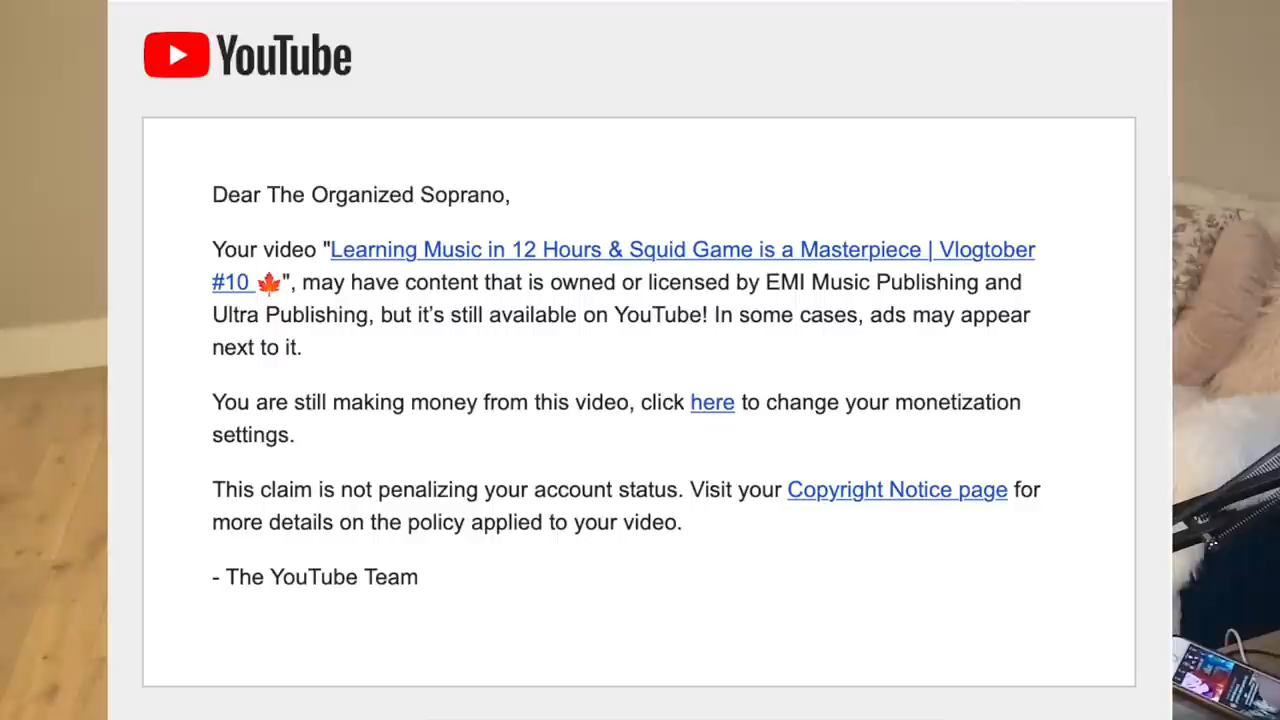 YouTube
Dear The Organized Soprano,
Your video "Learning Music in 12 Hours & Squid Game is a Masterpiece | Vlogtober
#10 🍁", may have content that is owned or licensed by EMI Music Publishing and
Ultra Publishing, but it’s still available on YouTube! In some cases, ads may appear
next to it.
You are still making money from this video, click here to change your monetization
settings.
This claim is not penalizing your account status. Visit your Copyright Notice page for
more details on the policy applied to your video.
- The YouTube Team